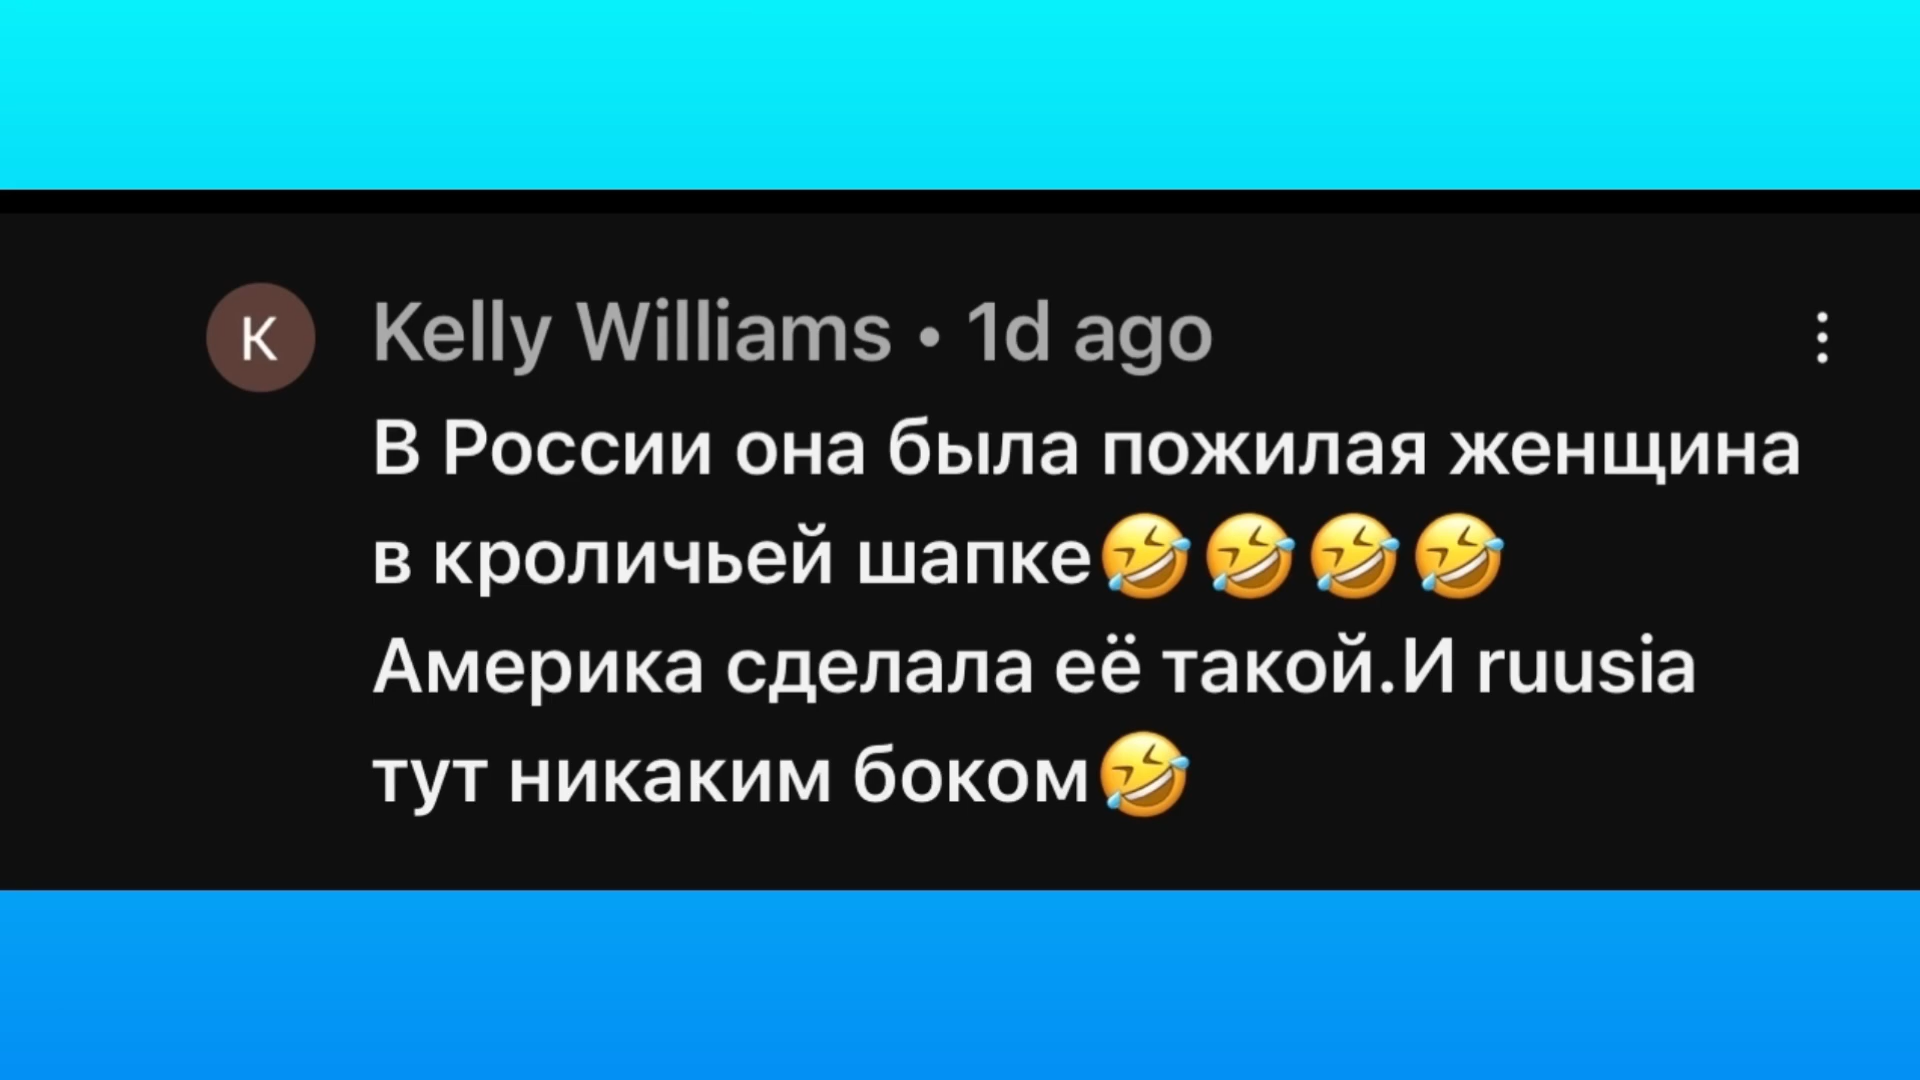 K
Kelly Williams • 1d ago
В России она была пожилая женщина
в кроличьей шапке🤣🤣🤣🤣
Америка сделала её такой.И ruusia
тут никаким боком🤣